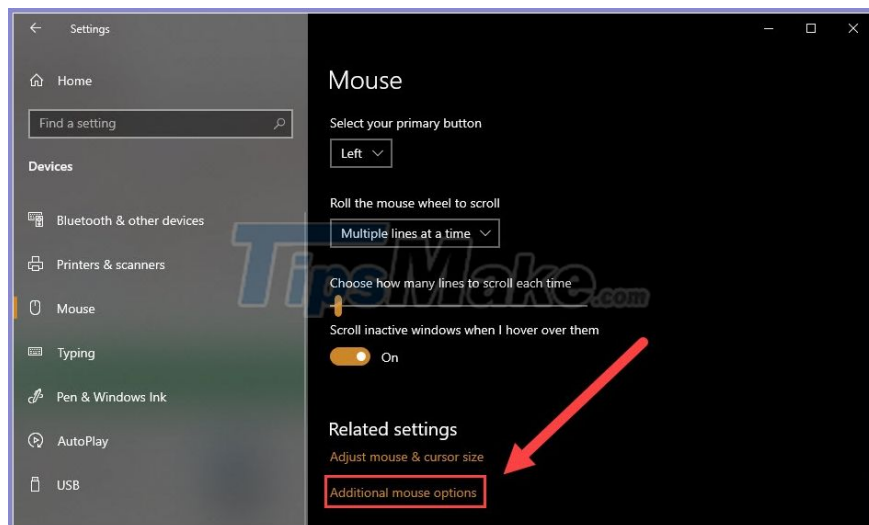 Settings
Home
Find a setting
Devices
Bluetooth & other devices
Printers & scanners
Mouse
Typing
Pen & Windows Ink
AutoPlay
USB
Mouse
Select your primary button
Left
Roll the mouse wheel to scroll
Multiple lines at a time
Choose how many lines to scroll each time
Scroll inactive windows when I hover over them
On
Related settings
Adjust mouse & cursor size
Additional mouse options
TipsMake.com